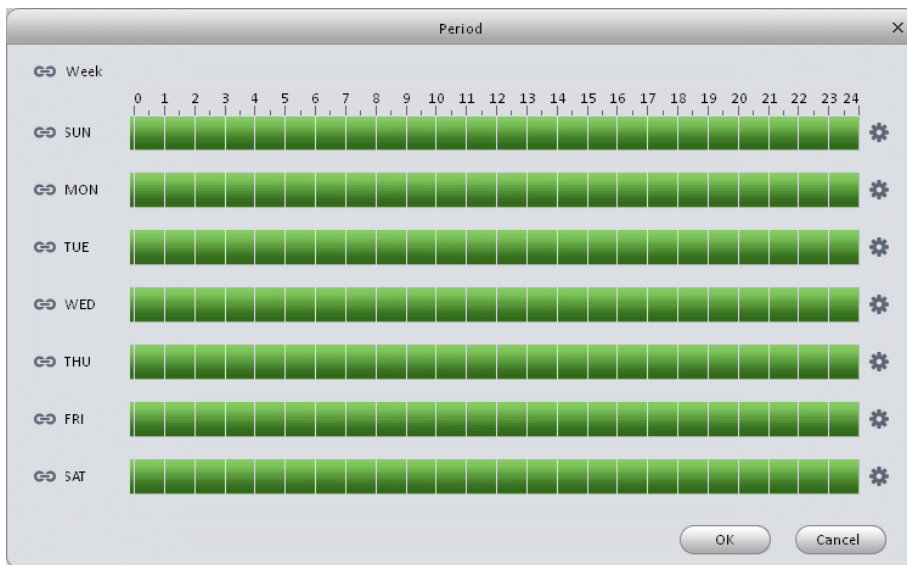 Period
Week
0 1 2 3 4 5 6 7 8 9 10 11 12 13 14 15 16 17 18 19 20 21 22 23 24
SUN
MON
TUE
WED
THU
FRI
SAT
OK Cancel